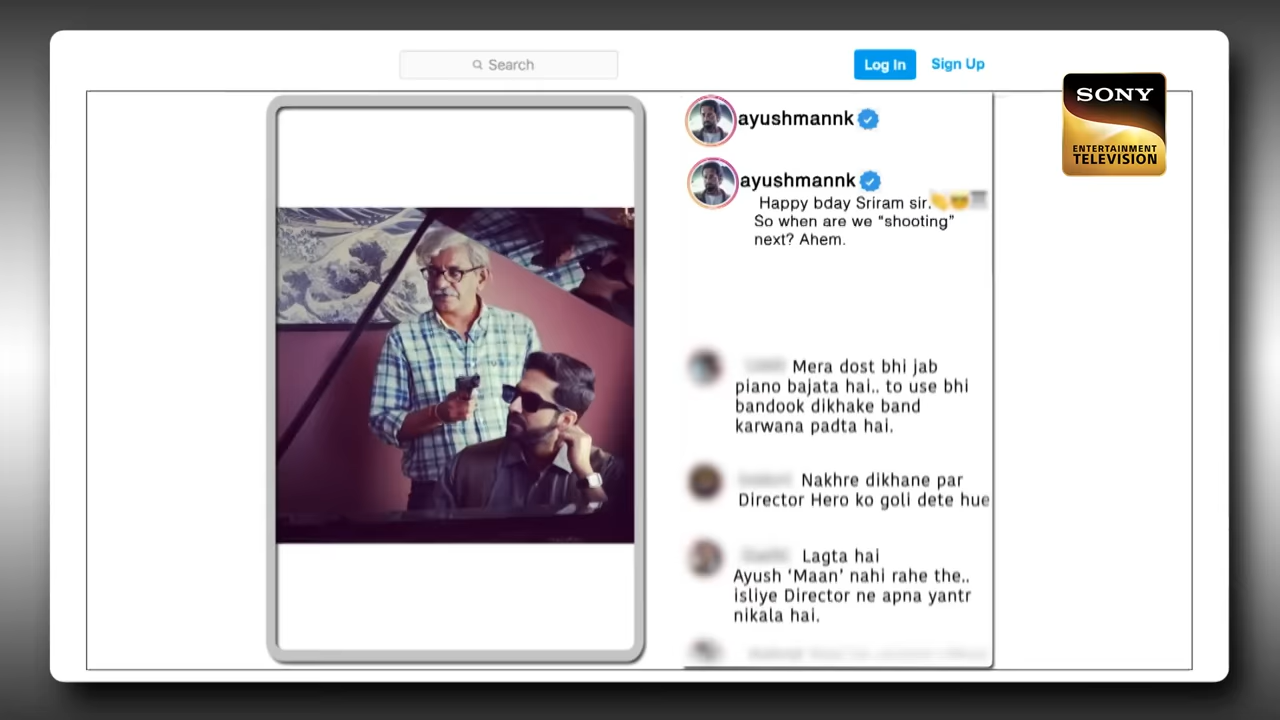 Search
Log In
Sign Up
SONY
ENTERTAINMENT
TELEVISION
ayushmannk
ayushmannk
Happy bday Sriram sir.
So when are we “shooting”
next? Ahem.
Mera dost bhi jab
piano bajata hai.. to use bhi
bandook dikhake band
karwana padta hai.
Nakhre dikhane par
Director Hero ko goli dete hue
Lagta hai
Ayush ‘Maan’ nahi rahe the..
isliye Director ne apna yantr
nikala hai.